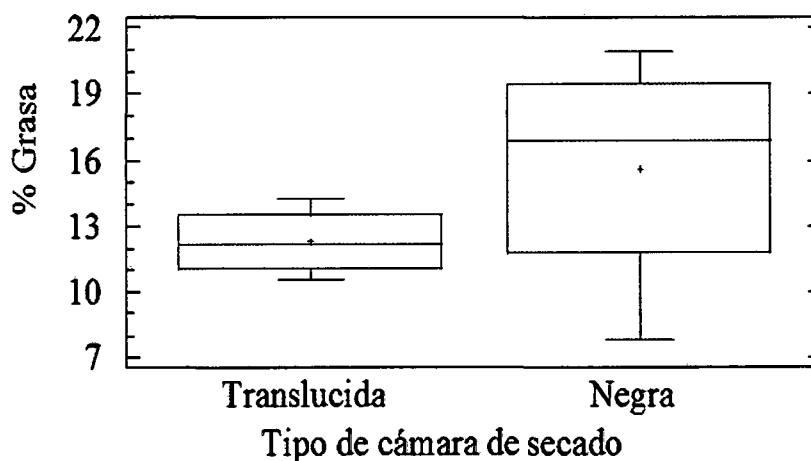 22
19
16
13
10
7
% Grasa
Translucida
Negra
Tipo de cámara de secado